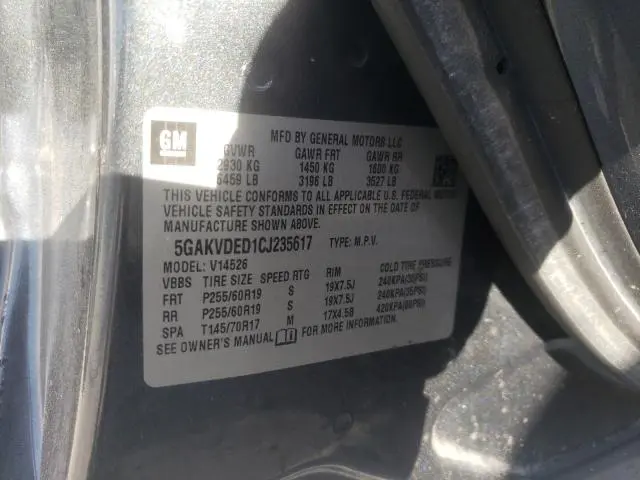 GM
MFD BY GENERAL MOTORS LLC
GVWR GAWR FRT GAWR RR
2930 KG 1450 KG 1600 KG
6459 LB 3196 LB 3527 LB
THIS VEHICLE CONFORMS TO ALL APPLICABLE U.S. FEDERAL MOTOR
VEHICLE SAFETY STANDARDS IN EFFECT ON THE DATE OF
MANUFACTURE SHOWN ABOVE.
5GAKVDED1CJ235617 TYPE: M.P.V.
MODEL: V14526
VBBS TIRE SIZE SPEED RTG RIM COLD TIRE PRESSURE
FRT P255/60R19 S 19X7.5J 240KPA(35PSI)
RR P255/60R19 S 19X7.5J 240KPA(35PSI)
SPA T145/70R17 M 17X4.5B 420KPA(60PSI)
SEE OWNER'S MANUAL FOR MORE INFORMATION.